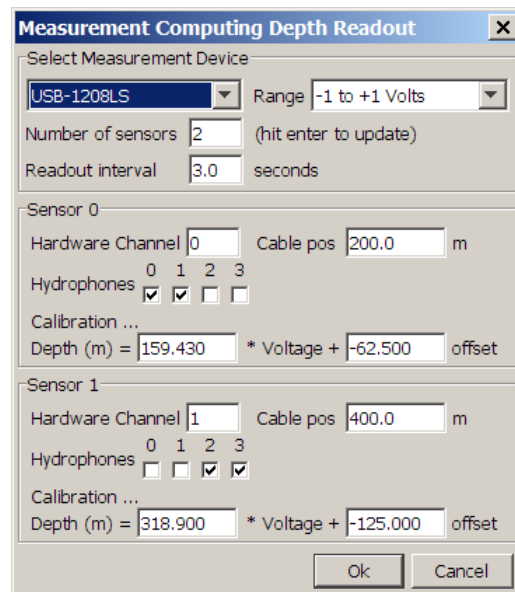 Measurement Computing Depth Readout
Select Measurement Device
USB-1208LS Range -1 to +1 Volts
Number of sensors 2 (hit enter to update)
Readout interval 3.0 seconds
Sensor 0
Hardware Channel 0 Cable pos 200.0 m
0 1 2 3
Hydrophones
Calibration ...
Depth (m) = 159.430 * Voltage + -62.500 offset
Sensor 1
Hardware Channel 1 Cable pos 400.0 m
0 1 2 3
Hydrophones
Calibration ...
Depth (m) = 318.900 * Voltage + -125.000 offset
Ok Cancel